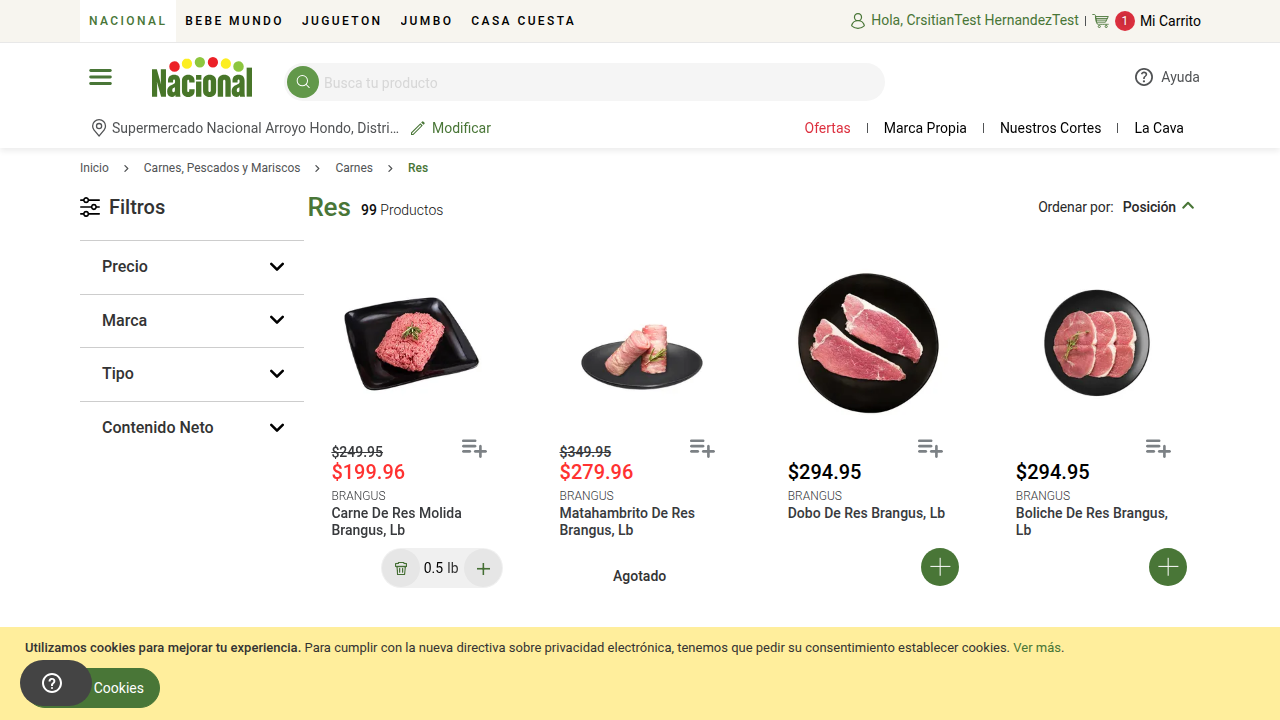 NACIONAL BEBE MUNDO JUGUETON JUMBO CASA CUESTA
Hola, CrsitianTest HernandezTest | 1 Mi Carrito
Nacional
Busca tu producto
Ayuda
Supermercado Nacional Arroyo Hondo, Distri... Modificar
Ofertas | Marca Propia | Nuestros Cortes | La Cava
Inicio > Carnes, Pescados y Mariscos > Carnes > Res
Filtros
Res 99 Productos
Ordenar por: Posición
Precio
Marca
Tipo
Contenido Neto
$249.95
$199.96
BRANGUS
Carne De Res Molida
Brangus, Lb
0.5 lb
$349.95
$279.96
BRANGUS
Matahambrito De Res
Brangus, Lb
Agotado
$294.95
BRANGUS
Dobo De Res Brangus, Lb
$294.95
BRANGUS
Boliche De Res Brangus,
Lb
Utilizamos cookies para mejorar tu experiencia. Para cumplir con la nueva directiva sobre privacidad electrónica, tenemos que pedir su consentimiento establecer cookies. Ver más.
Cookies